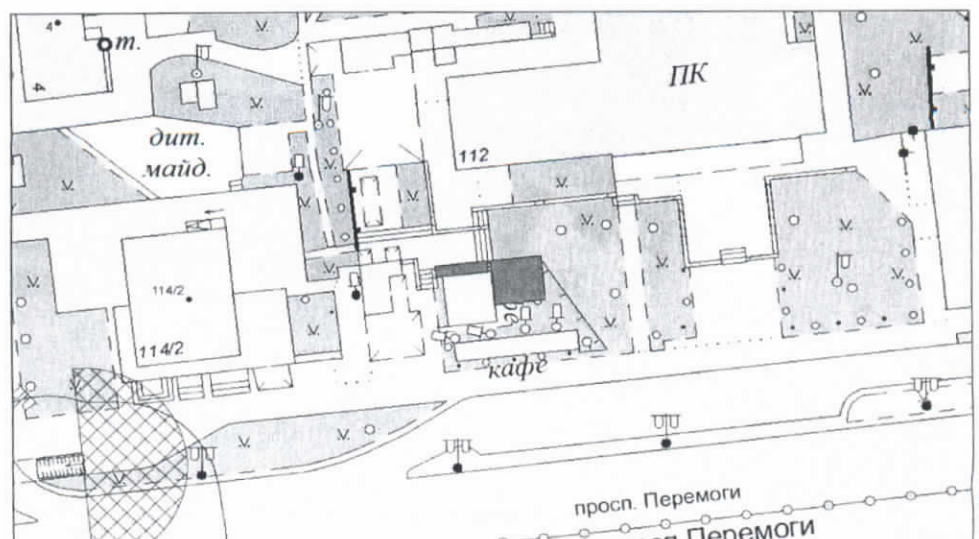 4
т.
4
ПК
дит.
майд.
112
114/2
114/2
кафе
просп. Перемоги
Перемоги